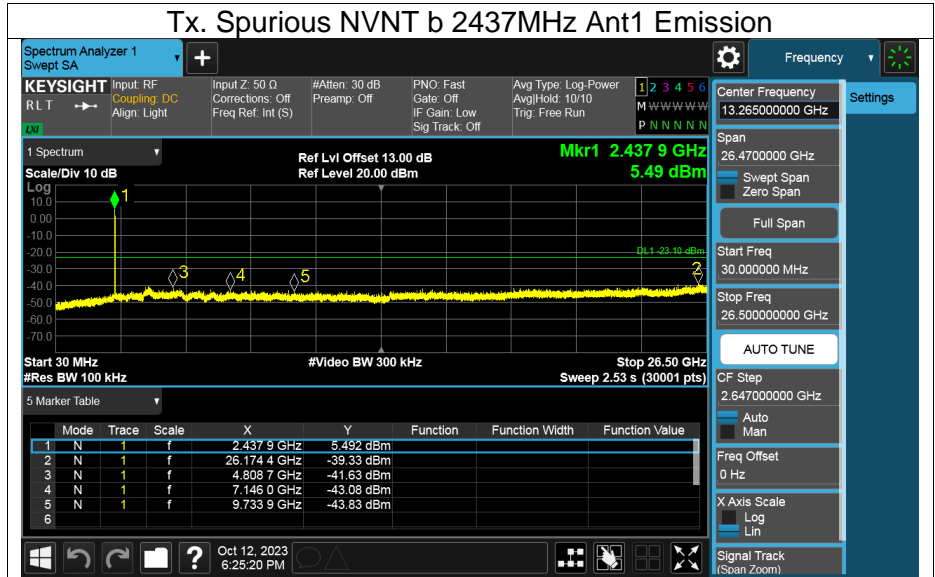 Tx. Spurious NVNT b 2437MHz Ant1 Emission
Spectrum Analyzer 1
Swept SA
Frequency
KEYSIGHT
R L T
LXI
Input: RF
Coupling: DC
Align: Light
Input Z: 50 Ω
Corrections: Off
Freq Ref: Int (S)
#Atten: 30 dB
Preamp: Off
PNO: Fast
Gate: Off
IF Gain: Low
Sig Track: Off
Avg Type: Log-Power
Avg|Hold: 10/10
Trig: Free Run
1 2 3 4 5 6
M W W W W W
P N N N N N
1 Spectrum
Scale/Div 10 dB
Ref Lvl Offset 13.00 dB
Ref Level 20.00 dBm
Mkr1 2.437 9 GHz
5.49 dBm
Log
10.0
0.00
-10.0
-20.0
-30.0
-40.0
-50.0
-60.0
-70.0
1
3
4
5
2
DL1 -23.10 dBm
Start 30 MHz
#Video BW 300 kHz
Stop 26.50 GHz
#Res BW 100 kHz
Sweep 2.53 s (30001 pts)
5 Marker Table
Mode Trace Scale X Y Function Function Width Function Value
1 N 1 f 2.437 9 GHz 5.492 dBm
2 N 1 f 26.174 4 GHz -39.33 dBm
3 N 1 f 4.808 7 GHz -41.63 dBm
4 N 1 f 7.146 0 GHz -43.08 dBm
5 N 1 f 9.733 9 GHz -43.83 dBm
6
Oct 12, 2023
6:25:20 PM
Center Frequency
13.265000000 GHz
Settings
Span
26.4700000 GHz
Swept Span
Zero Span
Full Span
Start Freq
30.000000 MHz
Stop Freq
26.500000000 GHz
AUTO TUNE
CF Step
2.647000000 GHz
Auto
Man
Freq Offset
0 Hz
X Axis Scale
Log
Lin
Signal Track
(Span Zoom)